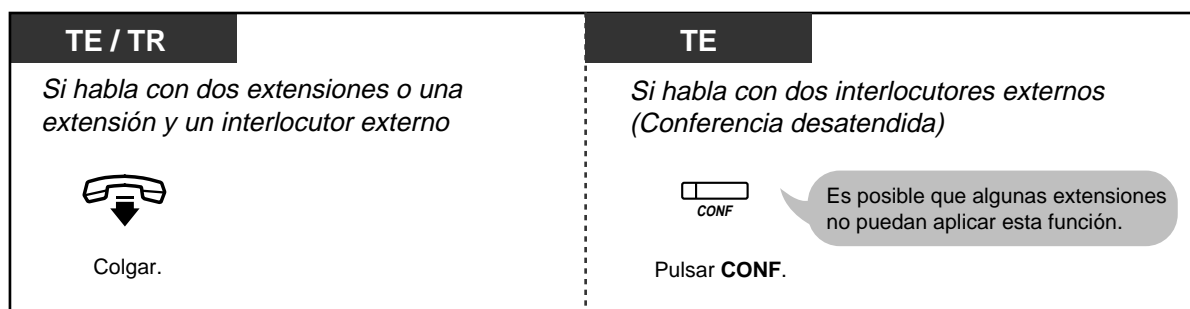 TE / TR
Si habla con dos extensiones o una
extensión y un interlocutor externo
Colgar.
TE
Si habla con dos interlocutores externos
(Conferencia desatendida)
CONF
Es posible que algunas extensiones
no puedan aplicar esta función.
Pulsar CONF.